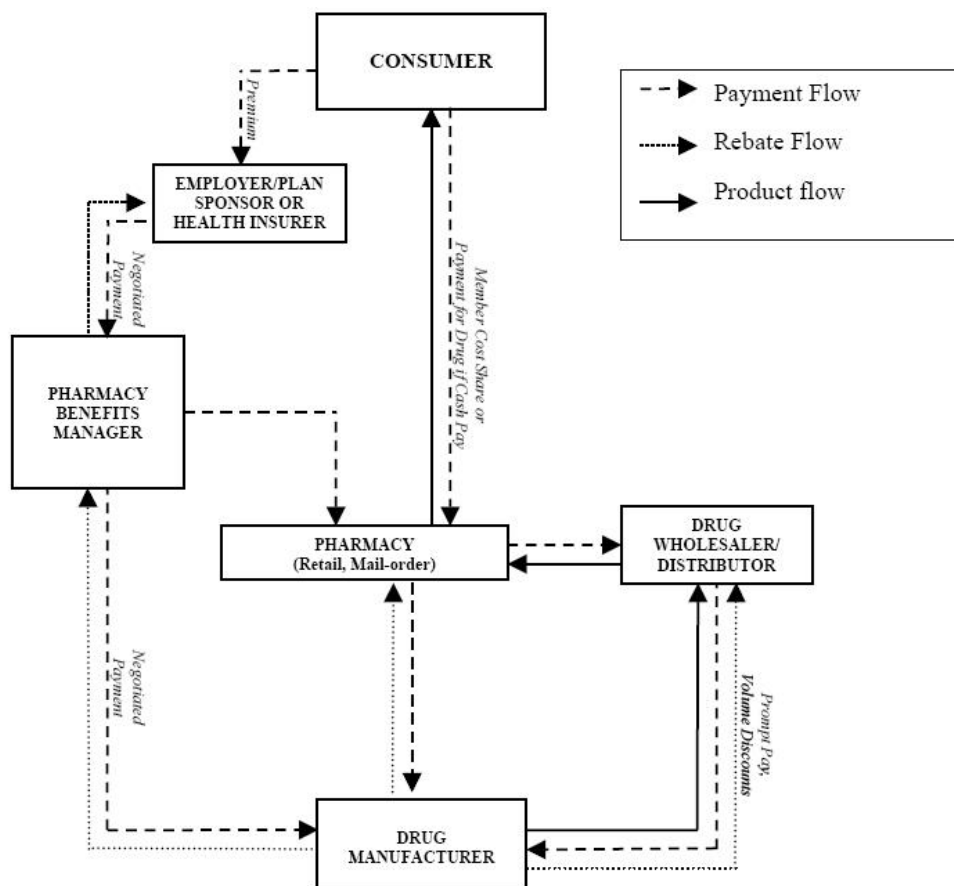 CONSUMER
Payment Flow
Rebate Flow
Product flow
Premium
EMPLOYER/PLAN
SPONSOR OR
HEALTH INSURER
Negotiated
Payment
Member Cost Share or
Payment for Drug if Cash Pay
PHARMACY
BENEFITS
MANAGER
PHARMACY
(Retail, Mail-order)
DRUG
WHOLESALER/
DISTRIBUTOR
Negotiated
Payment
Prompt Pay,
Volume Discounts
DRUG
MANUFACTURER